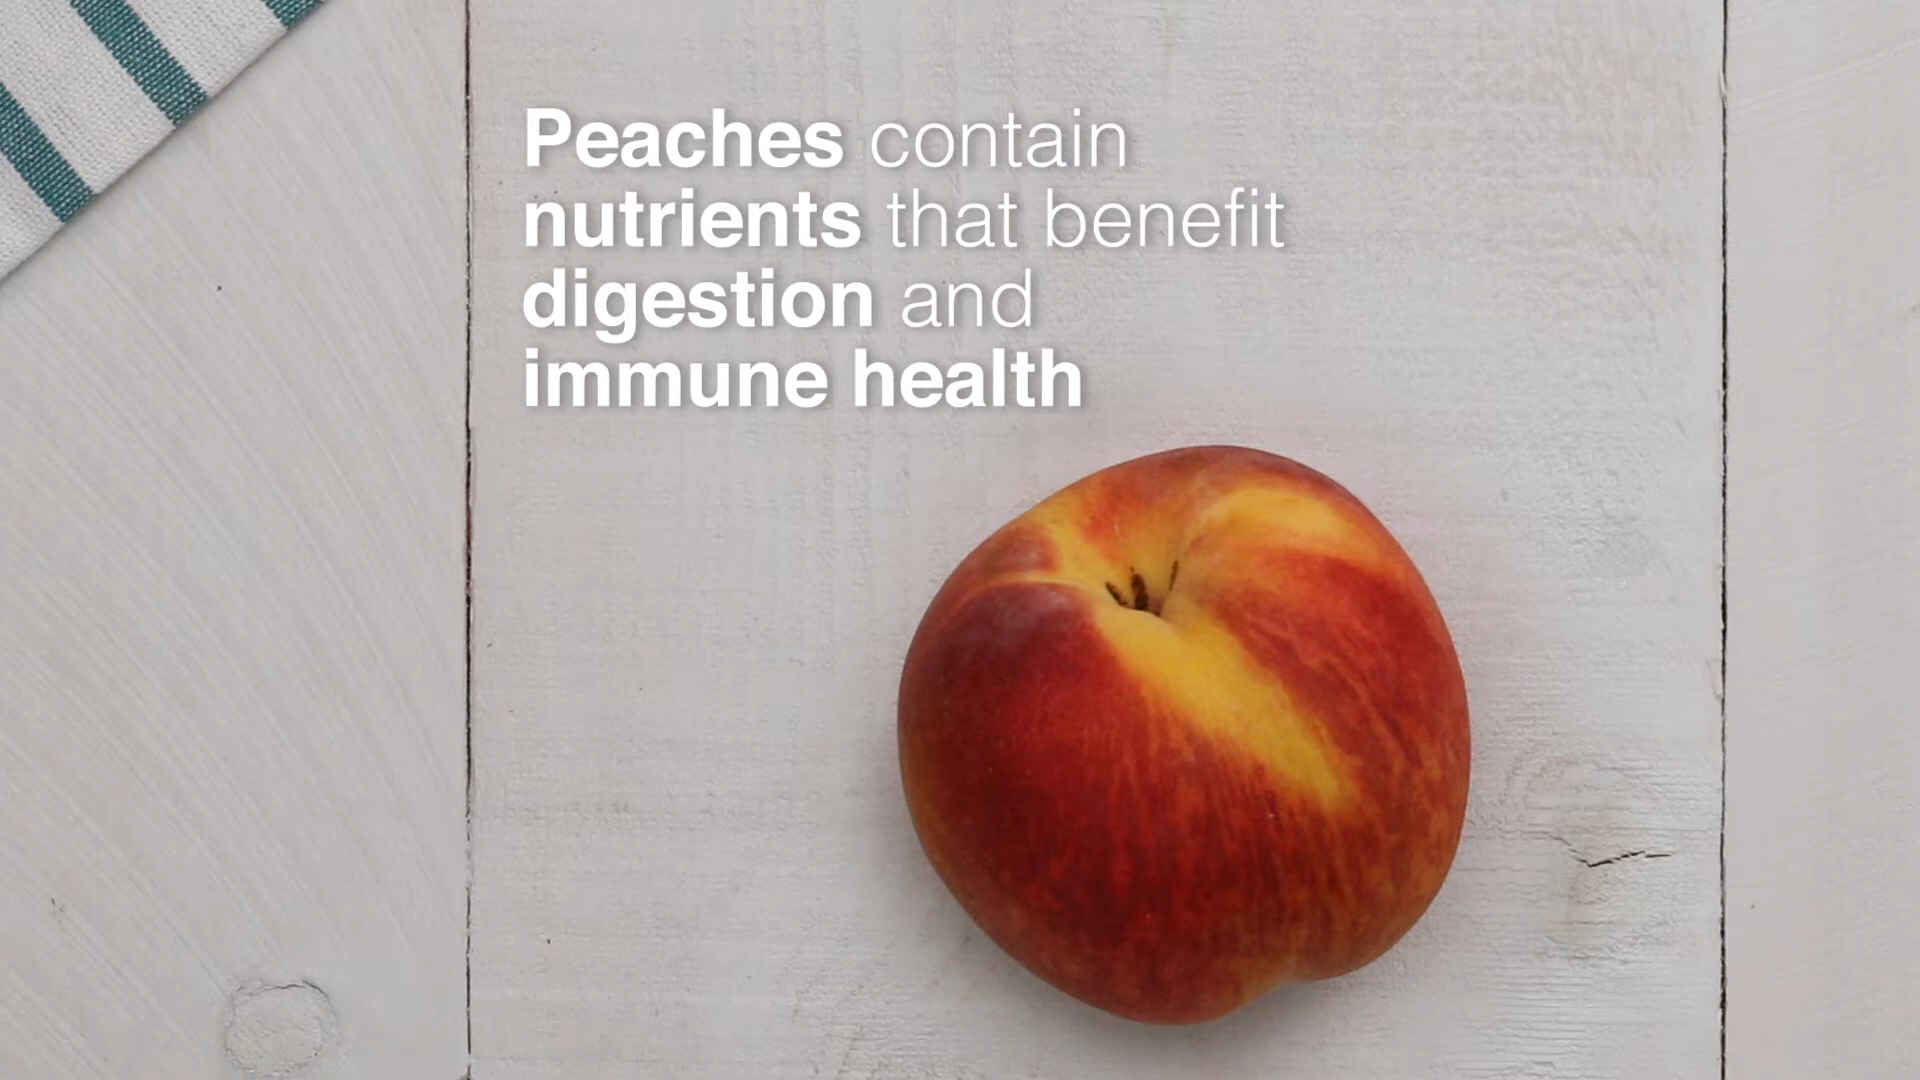 Peaches contain
nutrients that benefit
digestion and
immune health